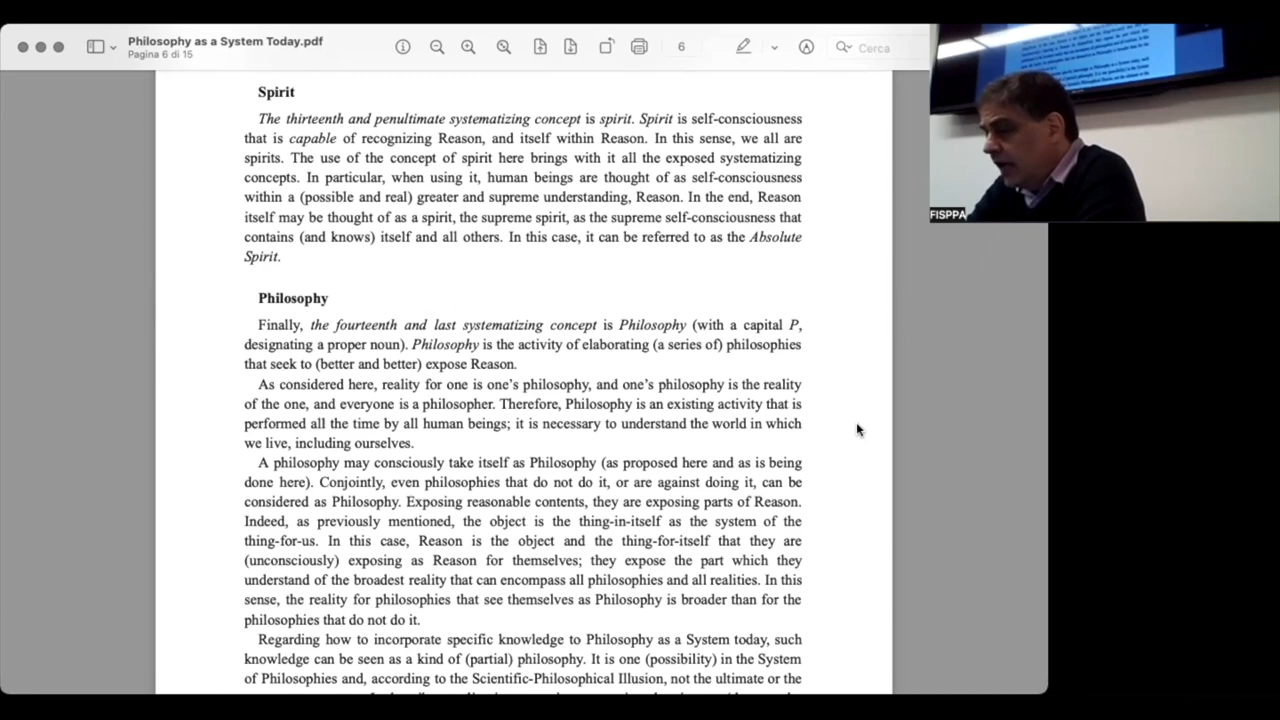 Philosophy as a System Today.pdf
Pagina 6 di 15
6
Cerca
FISPPA
Spirit
The thirteenth and penultimate systematizing concept is spirit. Spirit is self-consciousness
that is capable of recognizing Reason, and itself within Reason. In this sense, we all are
spirits. The use of the concept of spirit here brings with it all the exposed systematizing
concepts. In particular, when using it, human beings are thought of as self-consciousness
within a (possible and real) greater and supreme understanding, Reason. In the end, Reason
itself may be thought of as a spirit, the supreme spirit, as the supreme self-consciousness that
contains (and knows) itself and all others. In this case, it can be referred to as the Absolute
Spirit.
Philosophy
Finally, the fourteenth and last systematizing concept is Philosophy (with a capital P,
designating a proper noun). Philosophy is the activity of elaborating (a series of) philosophies
that seek to (better and better) expose Reason.
As considered here, reality for one is one's philosophy, and one's philosophy is the reality
of the one, and everyone is a philosopher. Therefore, Philosophy is an existing activity that is
performed all the time by all human beings; it is necessary to understand the world in which
we live, including ourselves.
A philosophy may consciously take itself as Philosophy (as proposed here and as is being
done here). Conjointly, even philosophies that do not do it, or are against doing it, can be
considered as Philosophy. Exposing reasonable contents, they are exposing parts of Reason.
Indeed, as previously mentioned, the object is the thing-in-itself as the system of the
thing-for-us. In this case, Reason is the object and the thing-for-itself that they are
(unconsciously) exposing as Reason for themselves; they expose the part which they
understand of the broadest reality that can encompass all philosophies and all realities. In this
sense, the reality for philosophies that see themselves as Philosophy is broader than for the
philosophies that do not do it.
Regarding how to incorporate specific knowledge to Philosophy as a System today, such
knowledge can be seen as a kind of (partial) philosophy. It is one (possibility) in the System
of Philosophies and, according to the Scientific-Philosophical Illusion, not the ultimate or the